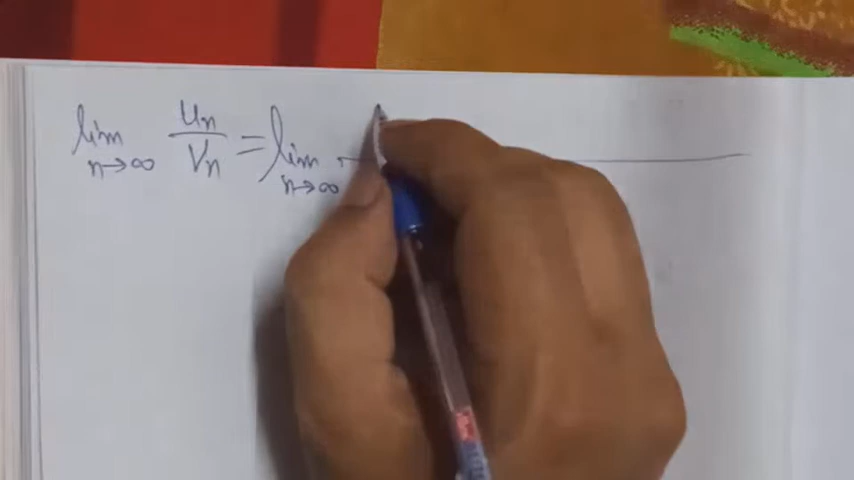 lim n→∞ Un/Vn = lim n→∞